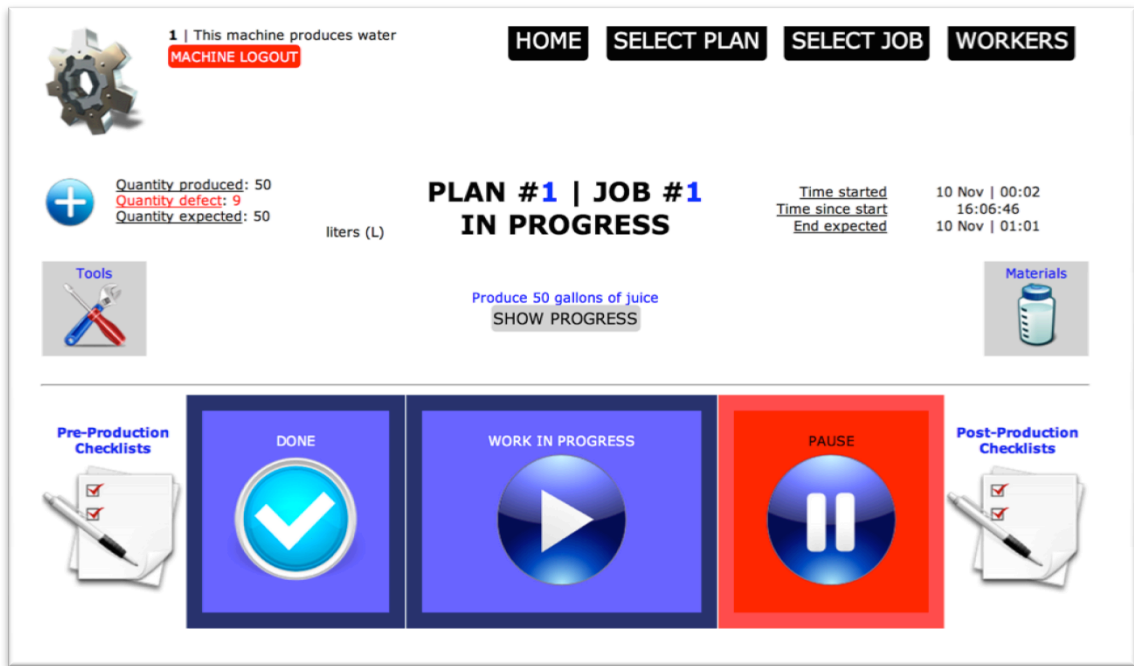 1 | This machine produces water
MACHINE LOGOUT
HOME
SELECT PLAN
SELECT JOB
WORKERS
Quantity produced: 50
Quantity defect: 9
Quantity expected: 50
liters (L)
PLAN #1 | JOB #1
IN PROGRESS
Time started 10 Nov | 00:02
Time since start 16:06:46
End expected 10 Nov | 01:01
Tools
Produce 50 gallons of juice
SHOW PROGRESS
Materials
Pre-Production
Checklists
DONE
WORK IN PROGRESS
PAUSE
Post-Production
Checklists